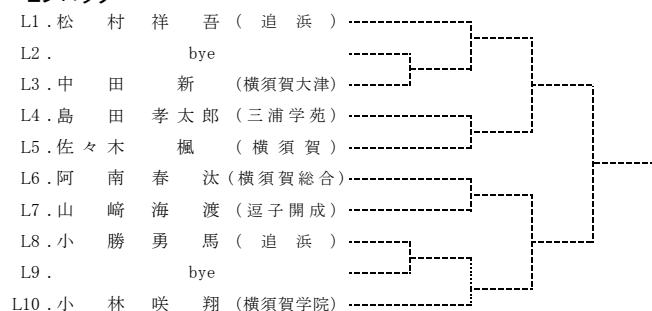 L1．松村祥吾（追浜）
L2．bye
L3．中田新（横須賀大津）
L4．島田孝太郎（三浦学苑）
L5．佐々木楓（横須賀）
L6．阿南春汰（横須賀総合）
L7．山﨑海渡（逗子開成）
L8．小勝勇馬（追浜）
L9．bye
L10．小林咲翔（横須賀学院）